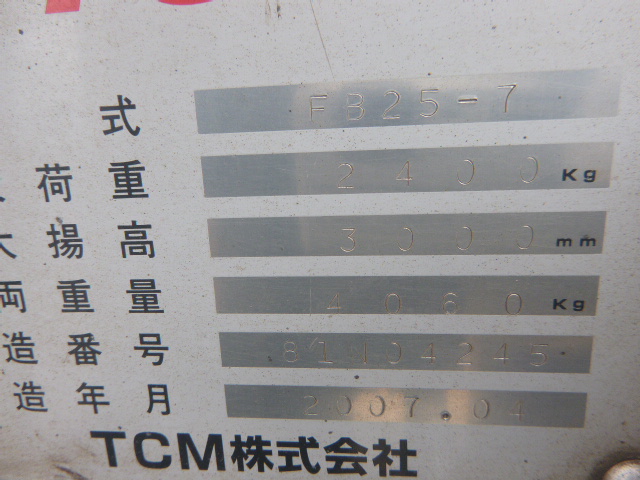 式 FB25-7
荷重 2400 Kg
大揚高 3000 mm
両重量 4060 Kg
造番号 81104245
造年月 2007.04
TCM株式会社